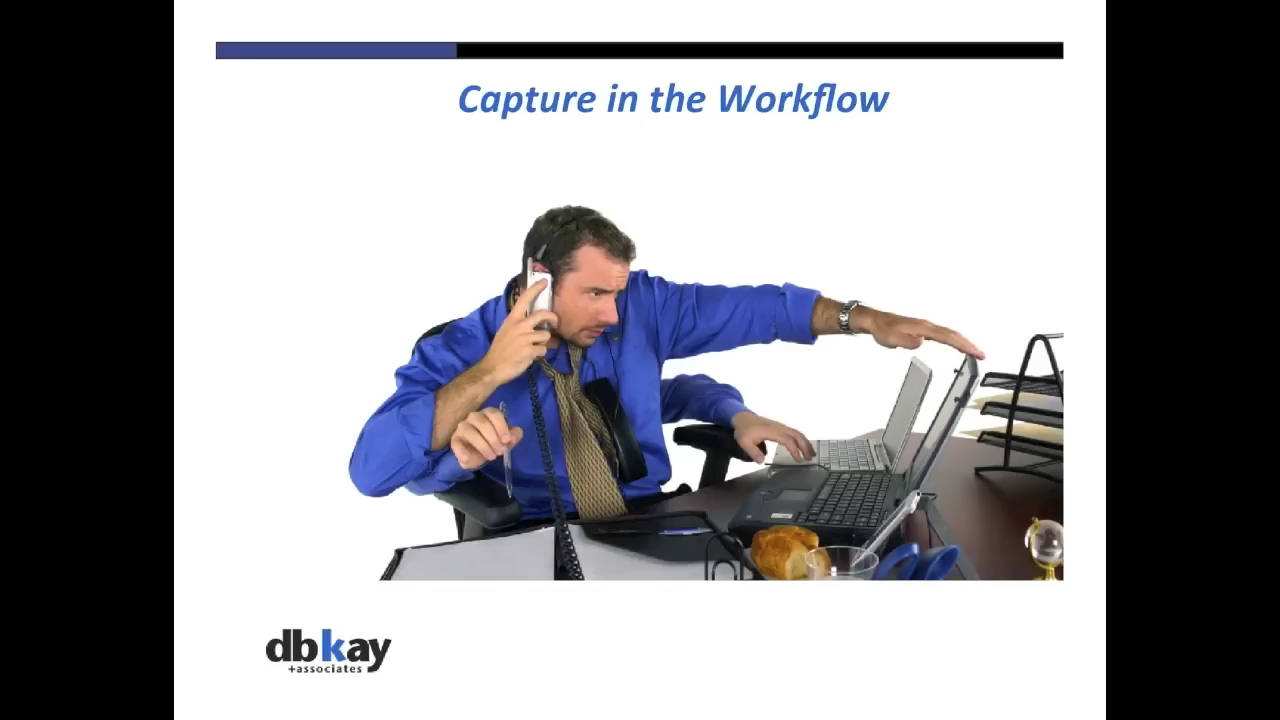 Capture in the Workflow
dbkay
+associates